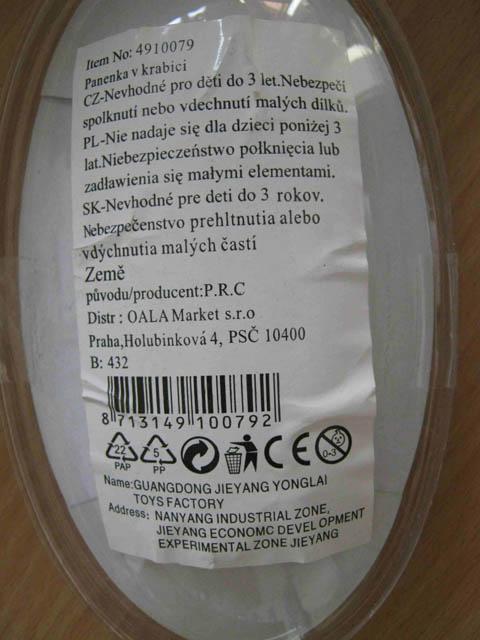 Item No: 4910079
Panenka v krabici
CZ-Nevhodné pro děti do 3 let.Nebezpečí
spolknutí nebo vdechnutí malých dílků.
PL-Nie nadaje się dla dzieci poniżej 3
lat.Niebezpieczeństwo połknięcia lub
zadławienia się małymi elementami.
SK-Nevhodné pre deti do 3 rokov.
Nebezpečenstvo prehltnutia alebo
vdýchnutia malých častí
Země
původu/producent:P.R.C
Distr : OALA Market s.r.o
Praha,Holubinková 4, PSČ 10400
B: 432
8 713149 100792
22 5 0-3
PAP PP
Name:GUANGDONG JIEYANG YONGLAI
TOYS FACTORY
Address: NANYANG INDUSTRIAL ZONE,
JIEYANG ECONOMC DEVELOPMENT
EXPERIMENTAL ZONE JIEYANG